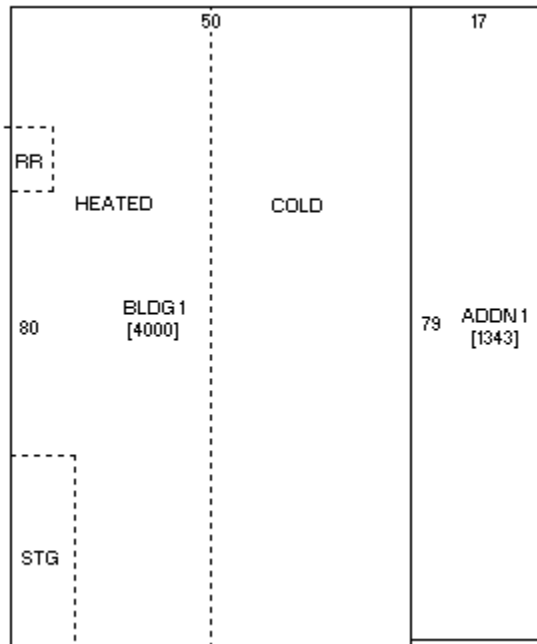 50
17
RR
HEATED
COLD
80
BLDG1
[4000]
79
ADDN1
[1343]
STG